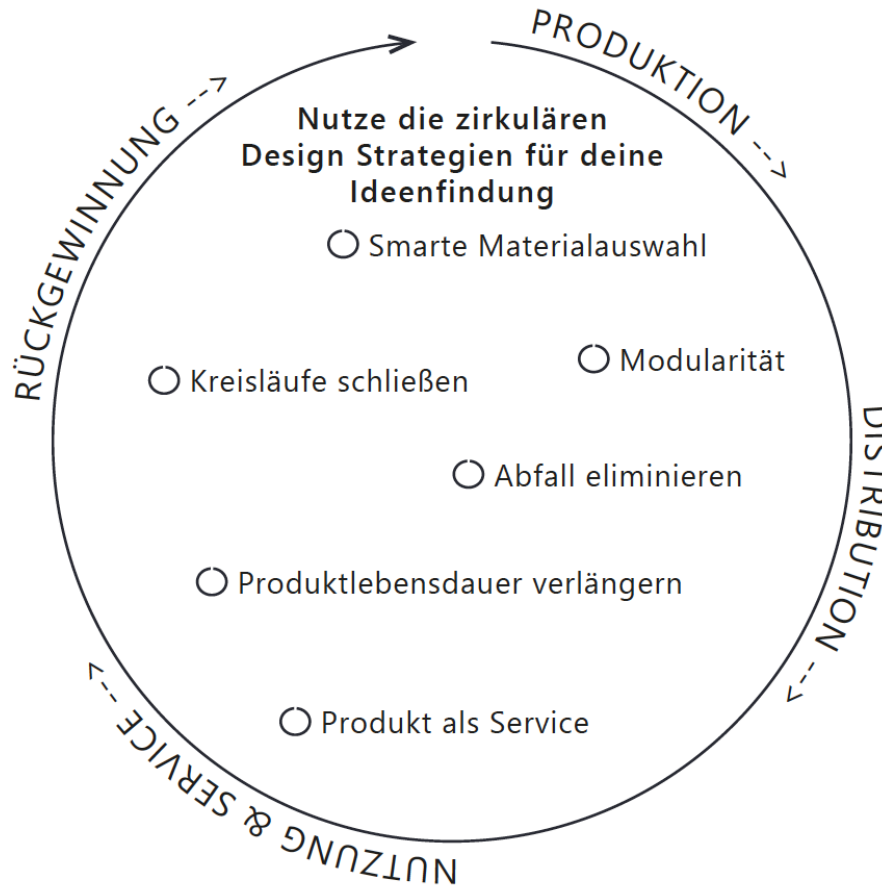 PRODUKTION -->
Nutze die zirkulären
Design Strategien für deine
Ideenfindung
Smarte Materialauswahl
Modularität
Kreisläufe schließen
Abfall eliminieren
Produktlebensdauer verlängern
Produkt als Service
DISTRIBUTION -->
NUTZUNG & SERVICE -->
RÜCKGEWINNUNG -->